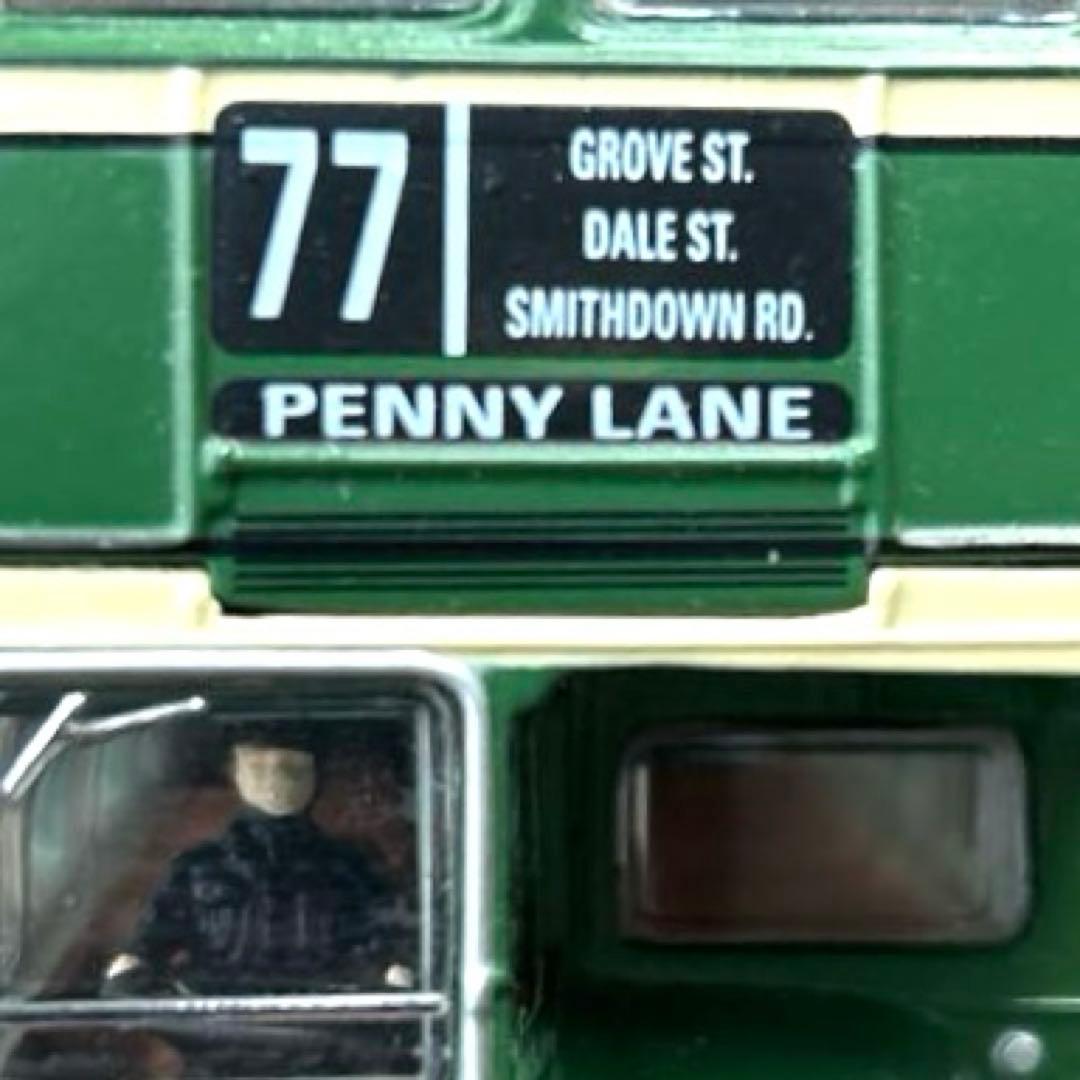 77
GROVE ST.
DALE ST.
SMITHDOWN RD.
PENNY LANE